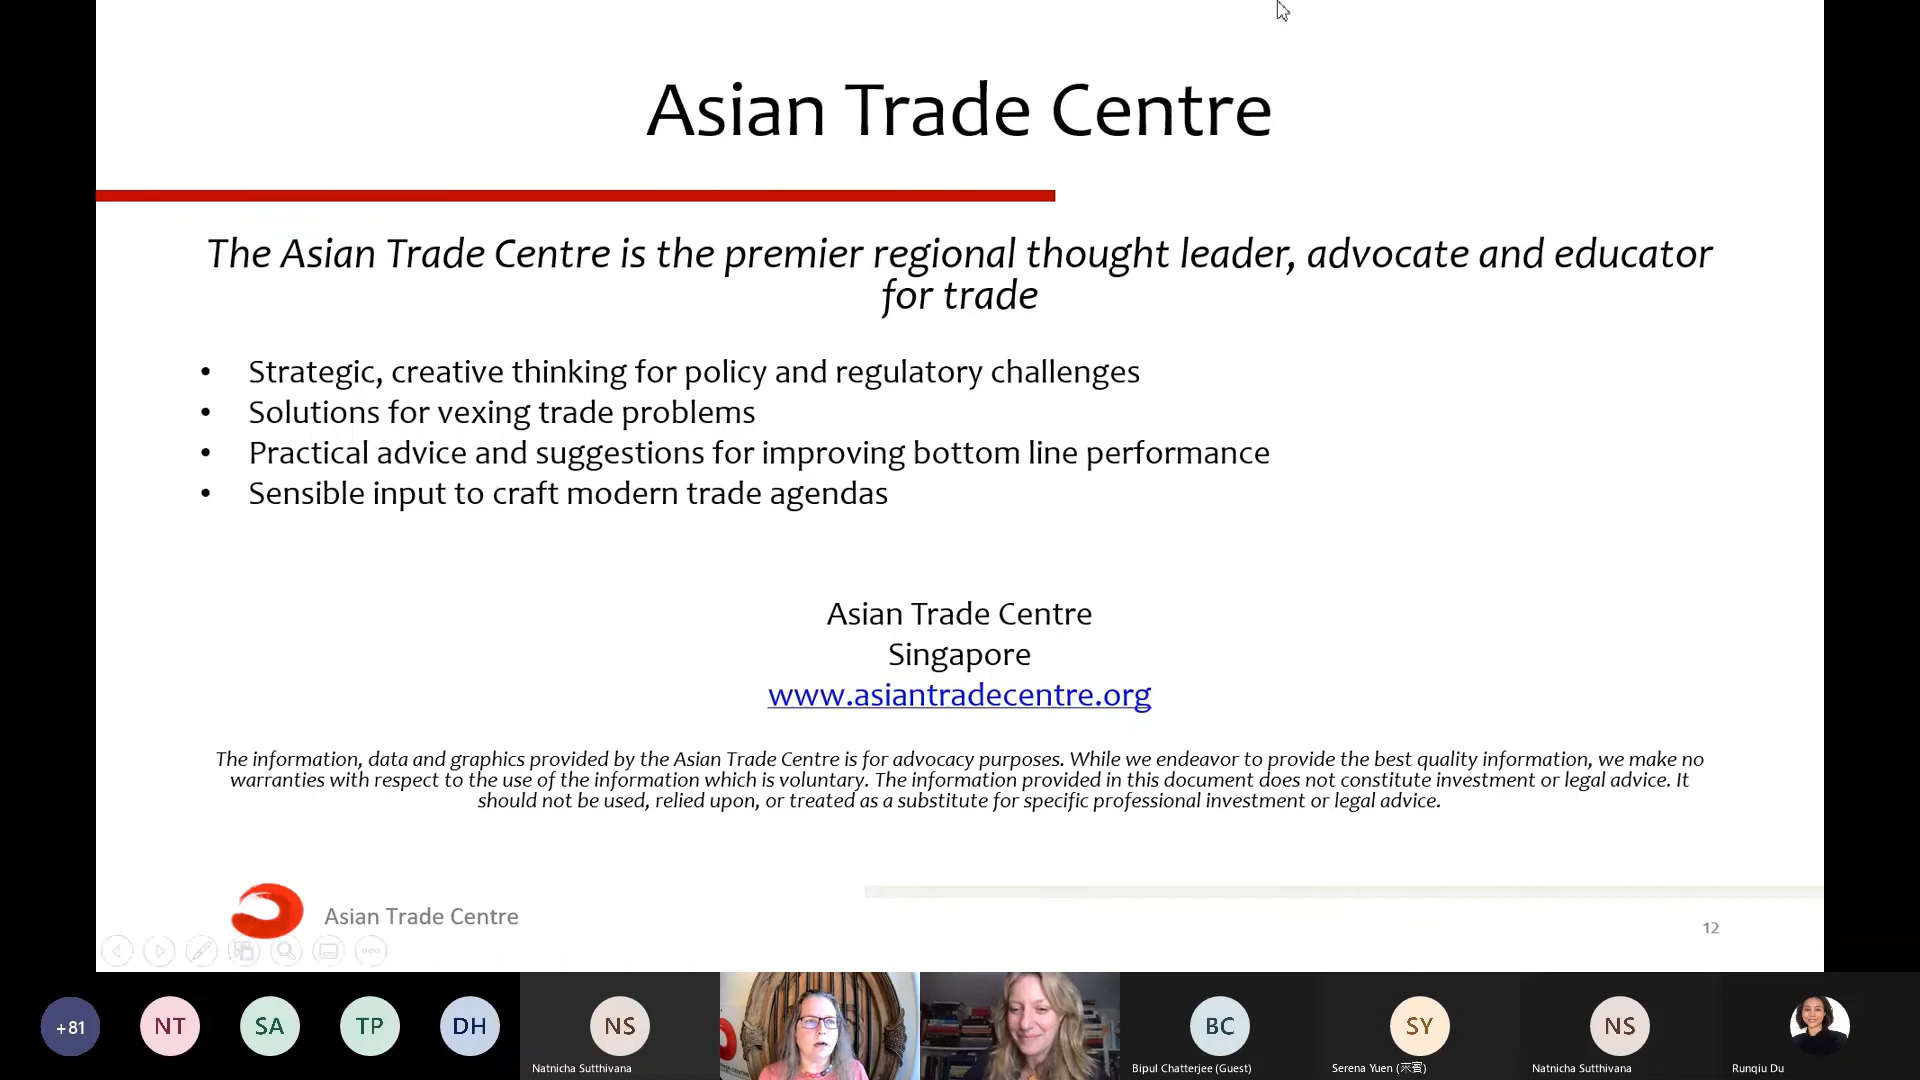 Asian Trade Centre
The Asian Trade Centre is the premier regional thought leader, advocate and educator
for trade
• Strategic, creative thinking for policy and regulatory challenges
• Solutions for vexing trade problems
• Practical advice and suggestions for improving bottom line performance
• Sensible input to craft modern trade agendas
Asian Trade Centre
Singapore
www.asiantradecentre.org
The information, data and graphics provided by the Asian Trade Centre is for advocacy purposes. While we endeavor to provide the best quality information, we make no
warranties with respect to the use of the information which is voluntary. The information provided in this document does not constitute investment or legal advice. It
should not be used, relied upon, or treated as a substitute for specific professional investment or legal advice.
Asian Trade Centre
12
+81
NT
SA
TP
DH
NS
BC
SY
NS
Natnicha Sutthivana
Bipul Chatterjee (Guest)
Serena Yuen
Natnicha Sutthivana
Runqiu Du